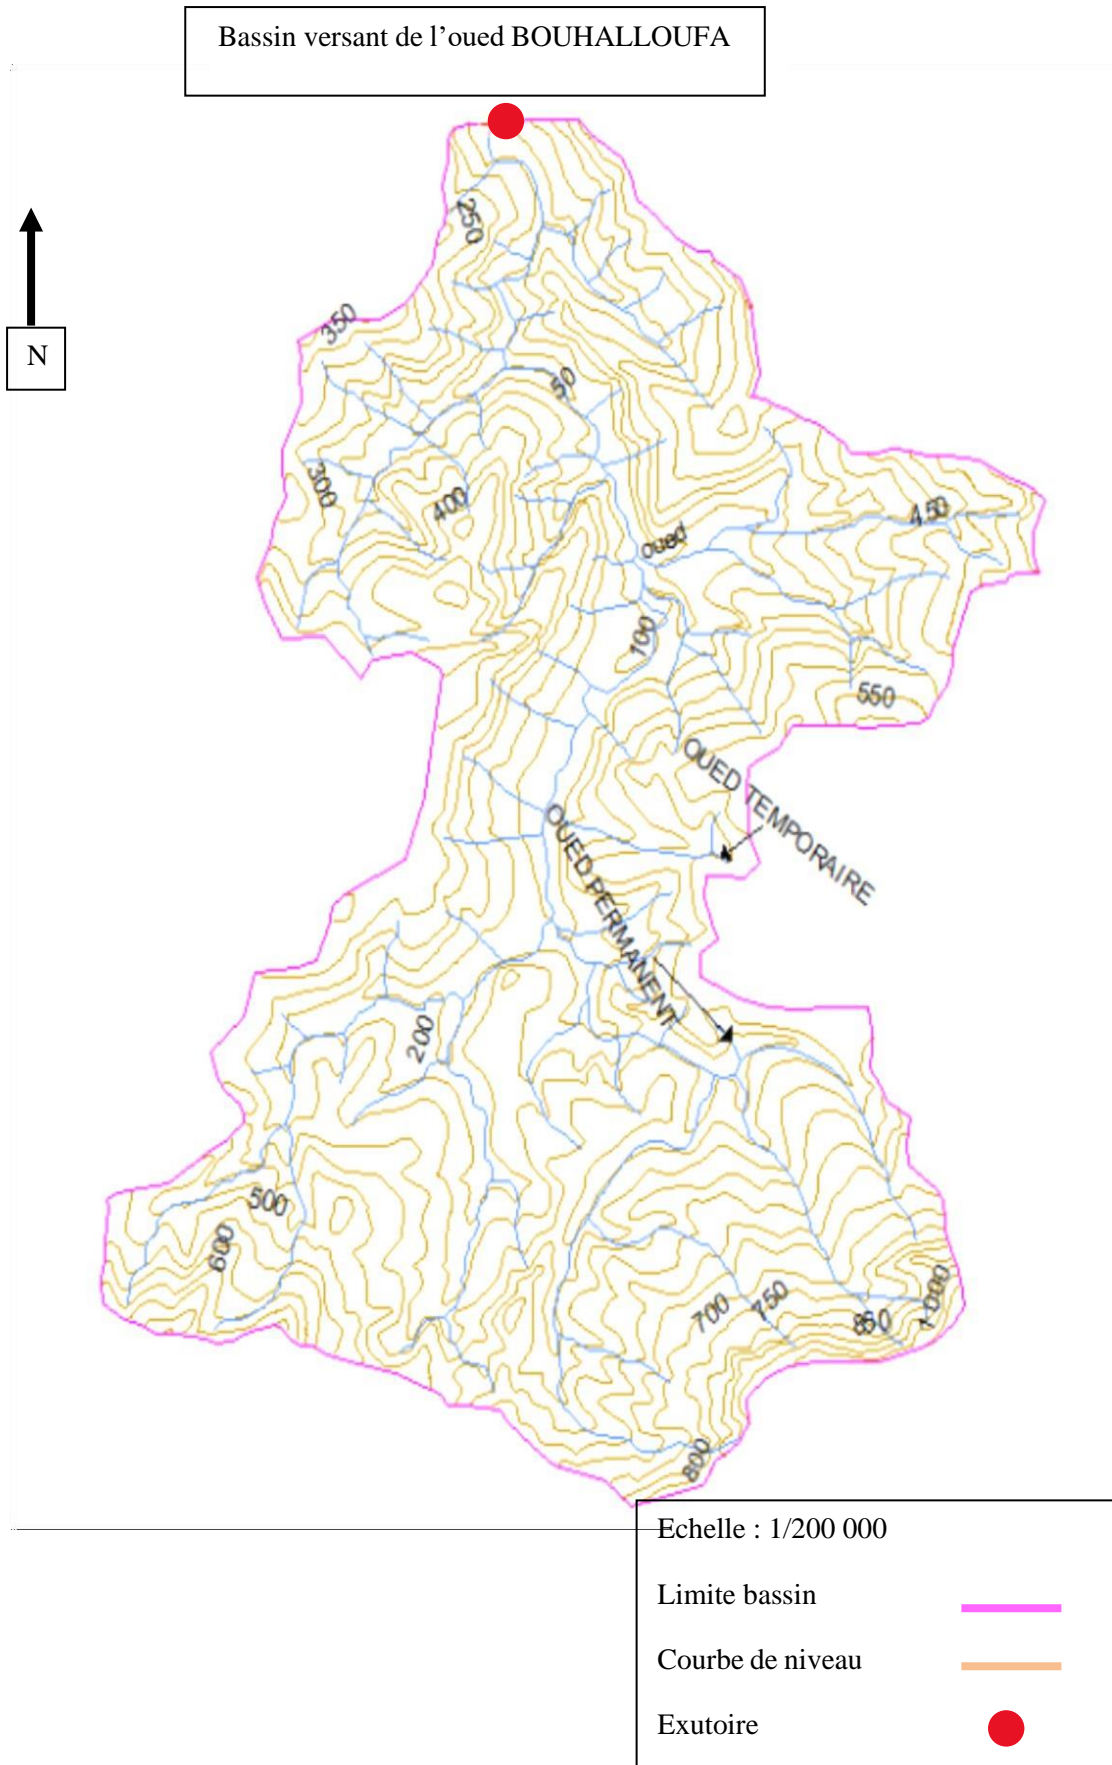 Bassin versant de l’oued BOUHALLOUFA
N
250
350
50
300
400
450
oued
100
550
OUED TEMPORAIRE
OUED PERMANENT
200
500
600
700
750
850
1000
800
Echelle : 1/200 000
Limite bassin
Courbe de niveau
Exutoire